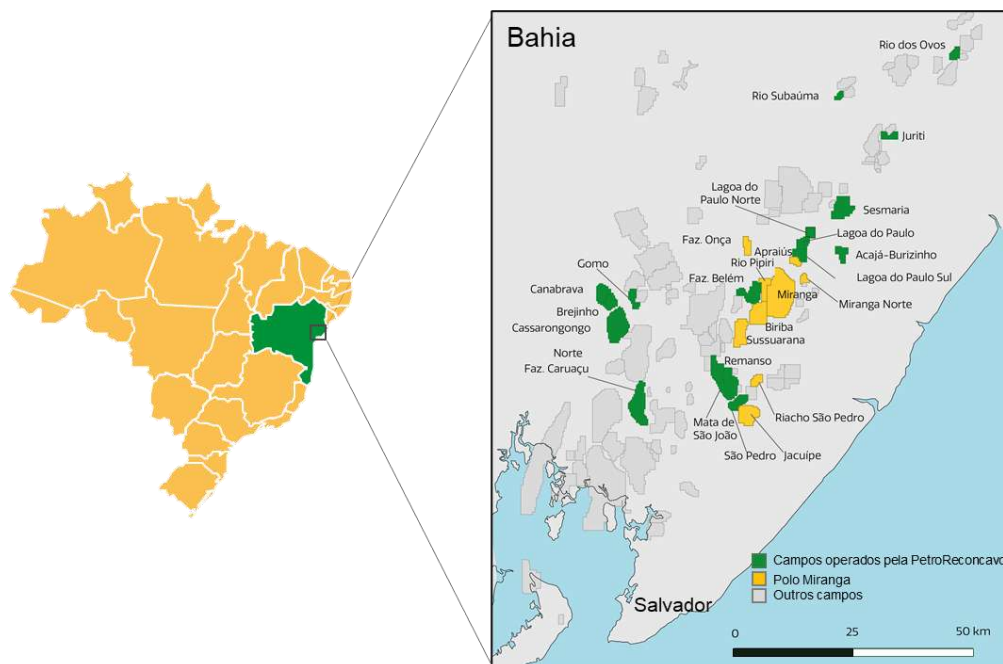 Bahia
Rio dos Ovos
Rio Subaúma
Juriti
Lagoa do
Paulo Norte
Sesmaria
Faz. Onça
Apraiús
Lagoa do Paulo
Acajá-Burizinho
Gomo
Rio Pipiri
Lagoa do Paulo Sul
Faz. Belém
Canabrava
Miranga
Miranga Norte
Brejinho
Cassarongongo
Biriba
Sussuarana
Norte
Faz. Caruaçu
Remanso
Mata de
São João
Riacho São Pedro
São Pedro
Jacuípe
Campos operados pela PetroReconcavo
Polo Miranga
Outros campos
Salvador
0 25 50 km